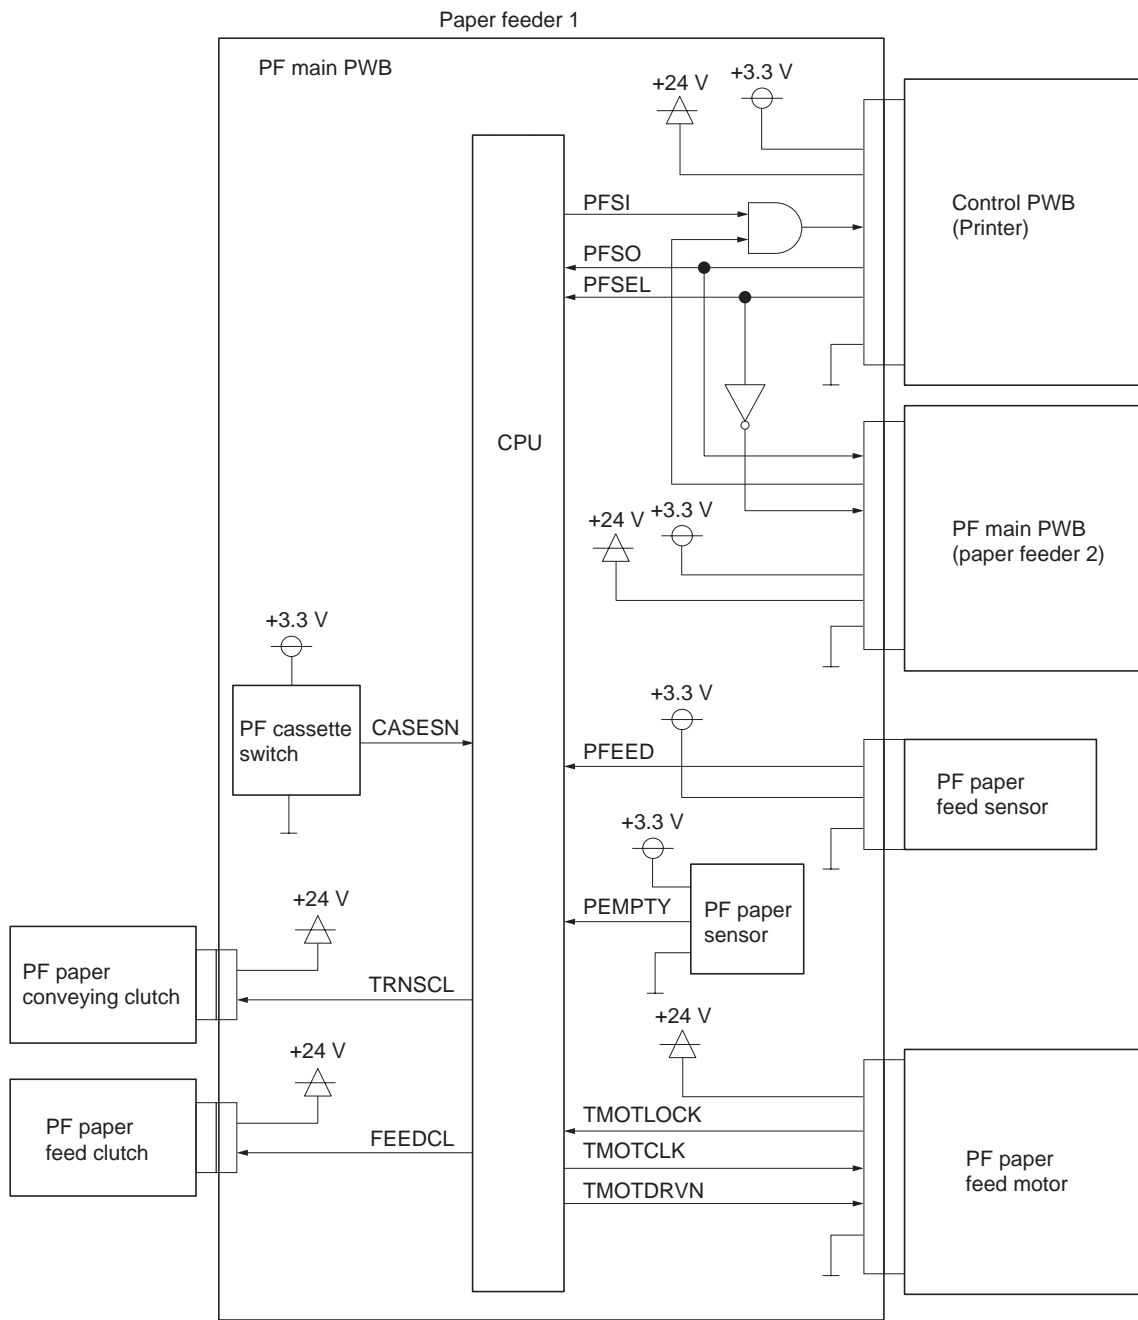 Paper feeder 1
PF main PWB
+24 V
+3.3 V
Control PWB
(Printer)
PFSI
PFSO
PFSEL
CPU
+24 V
+3.3 V
PF main PWB
(paper feeder 2)
+3.3 V
PF cassette
switch
CASESN
+3.3 V
PFEED
PF paper
feed sensor
+3.3 V
PEMPTY
PF paper
sensor
+24 V
PF paper
conveying clutch
TRNSCL
+24 V
+24 V
PF paper
feed clutch
FEEDCL
TMOTLOCK
TMOTCLK
TMOTDRVN
PF paper
feed motor